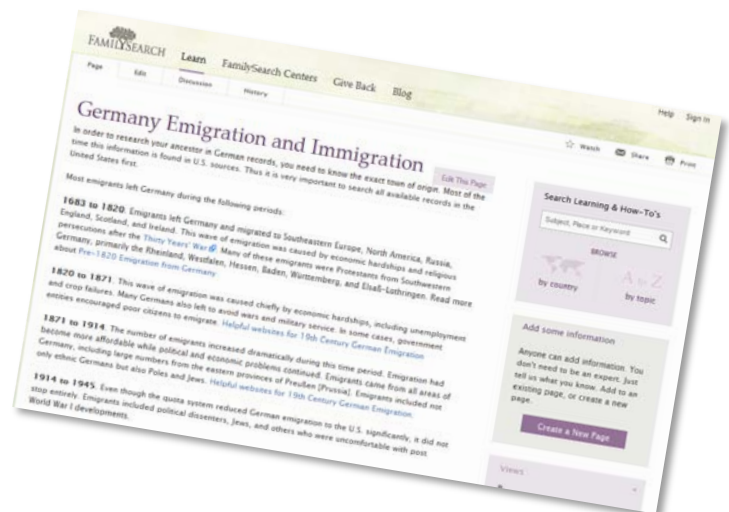 FAMILYSEARCH
Learn FamilySearch Centers Give Back Blog
Help Sign In
Page Edit Discussion History
Watch Share Print
Germany Emigration and Immigration
Edit This Page
In order to research your ancestor in German records, you need to know the exact town of origin. Most of the
time this information is found in U.S. sources. Thus it is very important to search all available records in the
United States first.
Most emigrants left Germany during the following periods:
1683 to 1820. Emigrants left Germany and migrated to Southeastern Europe, North America, Russia,
England, Scotland, and Ireland. This wave of emigration was caused by economic hardships and religious
persecutions after the Thirty Years' War. Many of these emigrants were Protestants from Southwestern
Germany, primarily the Rheinland, Westfalen, Hessen, Baden, Württemberg, and Elsaß-Lothringen. Read more
about Pre-1820 Emigration from Germany
1820 to 1871. This wave of emigration was caused chiefly by economic hardships, including unemployment
and crop failures. Many Germans also left to avoid wars and military service. In some cases, government
entities encouraged poor citizens to emigrate. Helpful websites for 19th Century German Emigration
1871 to 1914. The number of emigrants increased dramatically during this time period. Emigration had
become more affordable while political and economic problems continued. Emigrants came from all areas of
Germany, including large numbers from the eastern provinces of Preußen [Prussia]. Emigrants included not
only ethnic Germans but also Poles and Jews. Helpful websites for 19th Century German Emigration.
1914 to 1945. Even though the quota system reduced German emigration to the U.S. significantly, it did not
stop entirely. Emigrants included political dissenters, Jews, and others who were uncomfortable with post
World War I developments.
Search Learning & How-To's
Subject, Place or Keyword
BROWSE
A to Z
by country by topic
Add some information
Anyone can add information. You
don't need to be an expert. Just
tell us what you know. Add to an
existing page, or create a new
page.
Create a New Page
Views